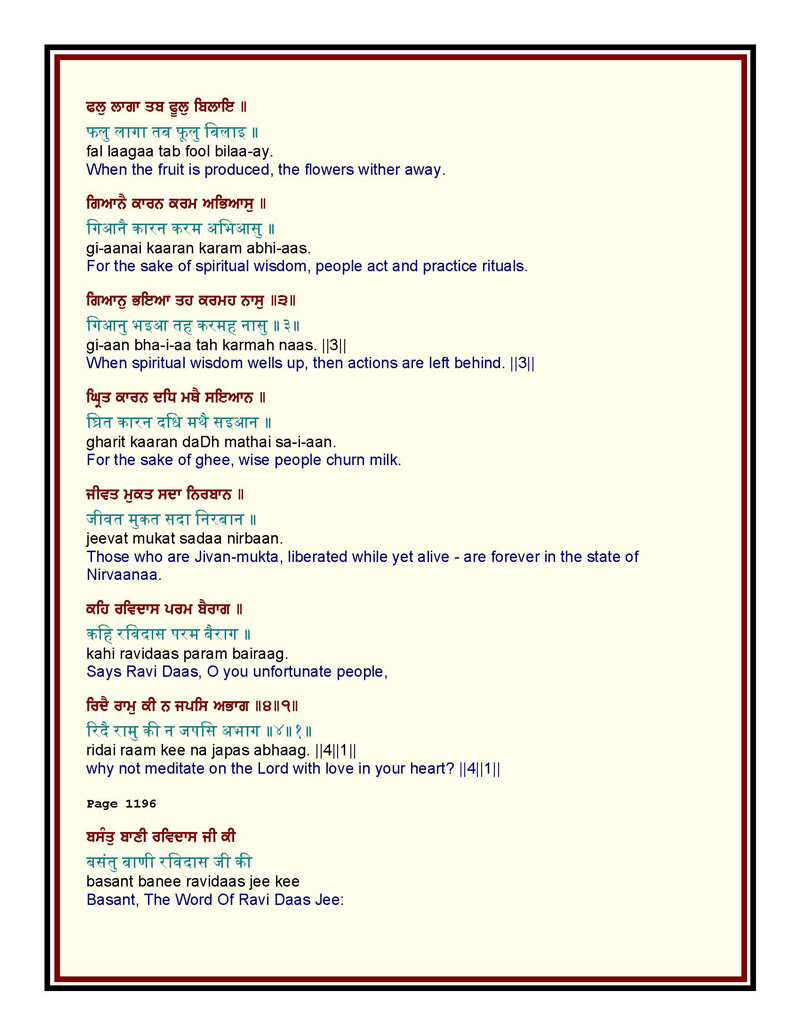 ਫਲੁ ਲਾਗਾ ਤਬ ਫੂਲੁ ਬਿਲਾਇ ॥
फलु लागा तब फूलु बिलाइ ॥
fal laagaa tab fool bilaa-ay.
When the fruit is produced, the flowers wither away.
ਗਿਆਨੈ ਕਾਰਨ ਕਰਮ ਅਭਿਆਸੁ ॥
गिआनै कारन करम अभिआसु ॥
gi-aanai kaaran karam abhi-aas.
For the sake of spiritual wisdom, people act and practice rituals.
ਗਿਆਨੁ ਭਇਆ ਤਹ ਕਰਮਹ ਨਾਸੁ ॥੩॥
गिआनु भइआ तह करमह नासु ॥३॥
gi-aan bha-i-aa tah karmah naas. ||3||
When spiritual wisdom wells up, then actions are left behind. ||3||
ਘ੍ਰਿਤ ਕਾਰਨ ਦਧਿ ਮਥੈ ਸਇਆਨ ॥
घ्रित कारन दधि मथै सइआन ॥
gharit kaaran daDh mathai sa-i-aan.
For the sake of ghee, wise people churn milk.
ਜੀਵਤ ਮੁਕਤ ਸਦਾ ਨਿਰਬਾਨ ॥
जीवत मुकत सदा निरबान ॥
jeevat mukat sadaa nirbaan.
Those who are Jivan-mukta, liberated while yet alive - are forever in the state of
Nirvaanaa.
ਕਹਿ ਰਵਿਦਾਸ ਪਰਮ ਬੈਰਾਗ ॥
कहि रविदास परम बैराग ॥
kahi ravidaas param bairaag.
Says Ravi Daas, O you unfortunate people,
ਰਿਦੈ ਰਾਮੁ ਕੀ ਨ ਜਪਸਿ ਅਭਾਗ ॥੪॥੧॥
रिदै रामु की न जपसि अभाग ॥४॥१॥
ridai raam kee na japas abhaag. ||4||1||
why not meditate on the Lord with love in your heart? ||4||1||
Page 1196
ਬਸੰਤੁ ਬਾਣੀ ਰਵਿਦਾਸ ਜੀ ਕੀ
बसंतु बाणी रविदास जी की
basant banee ravidaas jee kee
Basant, The Word Of Ravi Daas Jee: